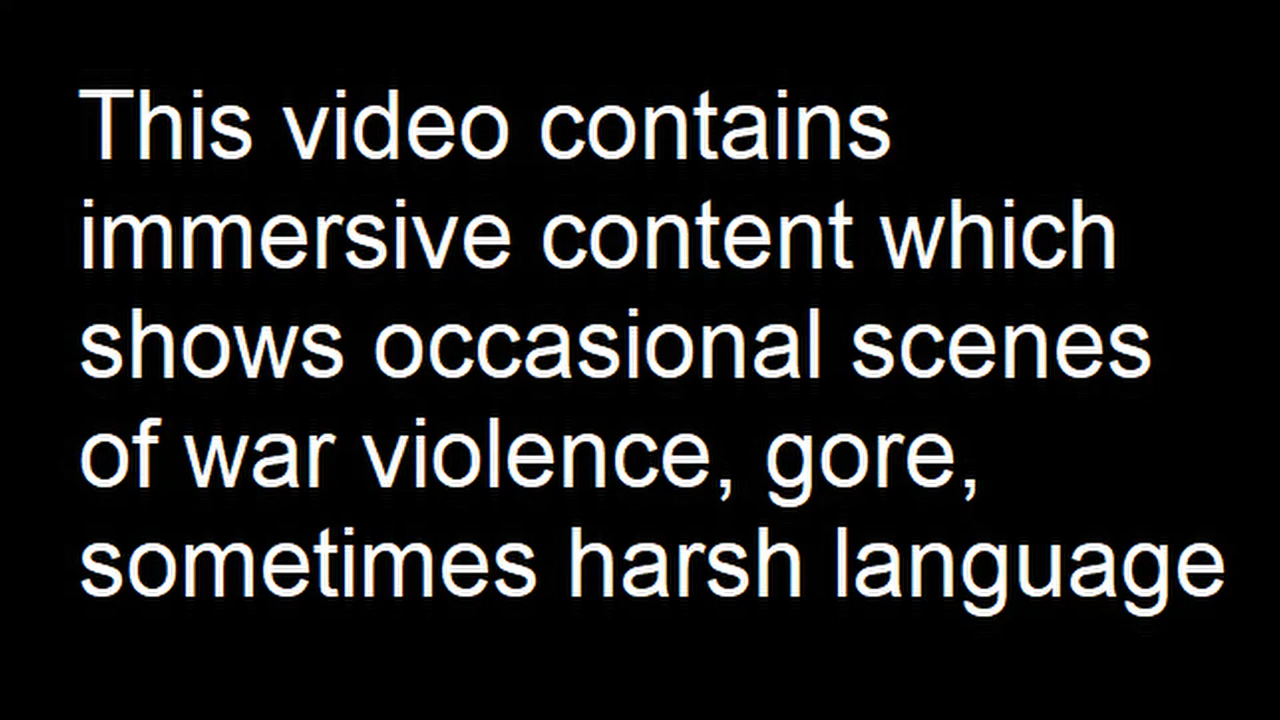 This video contains
immersive content which
shows occasional scenes
of war violence, gore,
sometimes harsh language